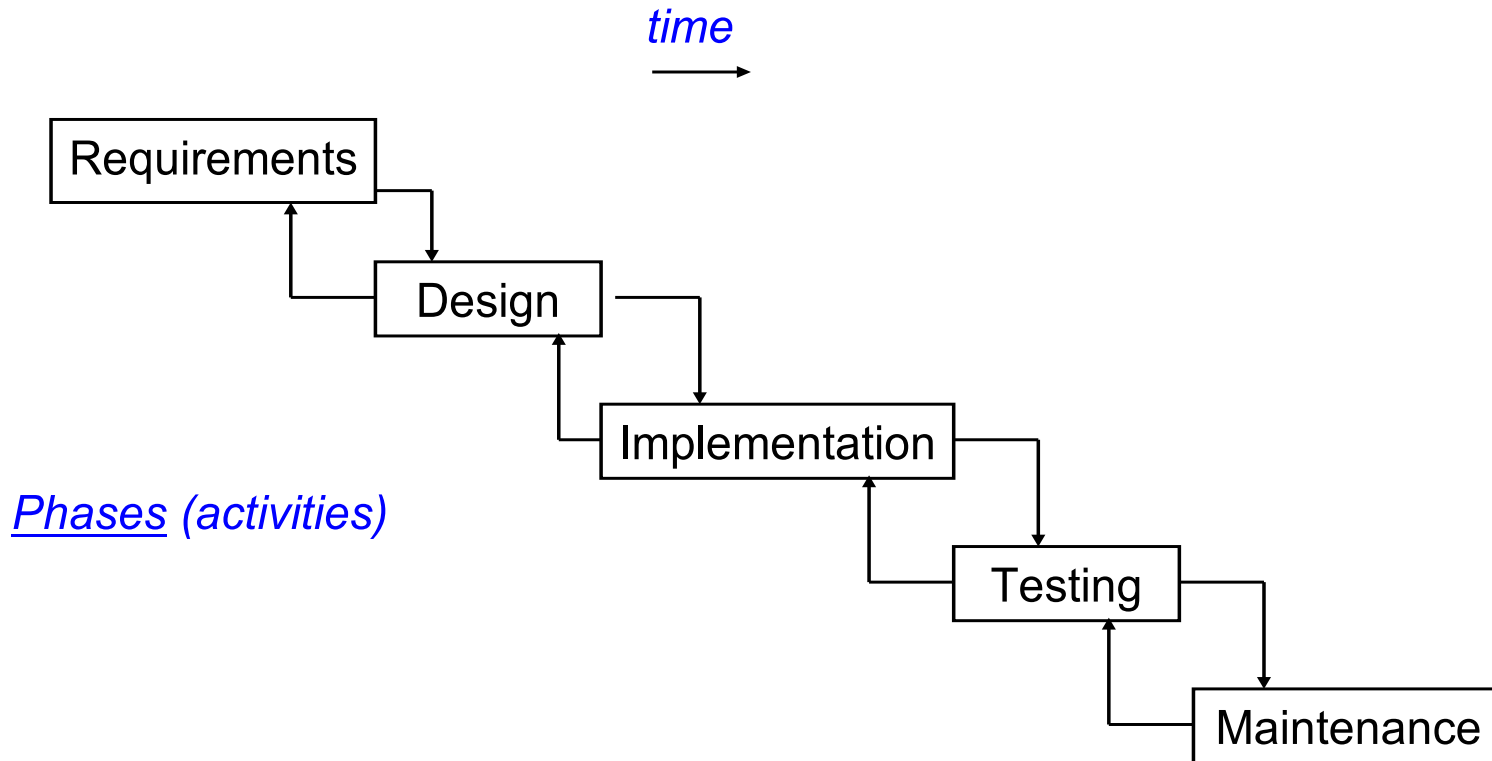 time
Requirements
Design
Implementation
Phases (activities)
Testing
Maintenance